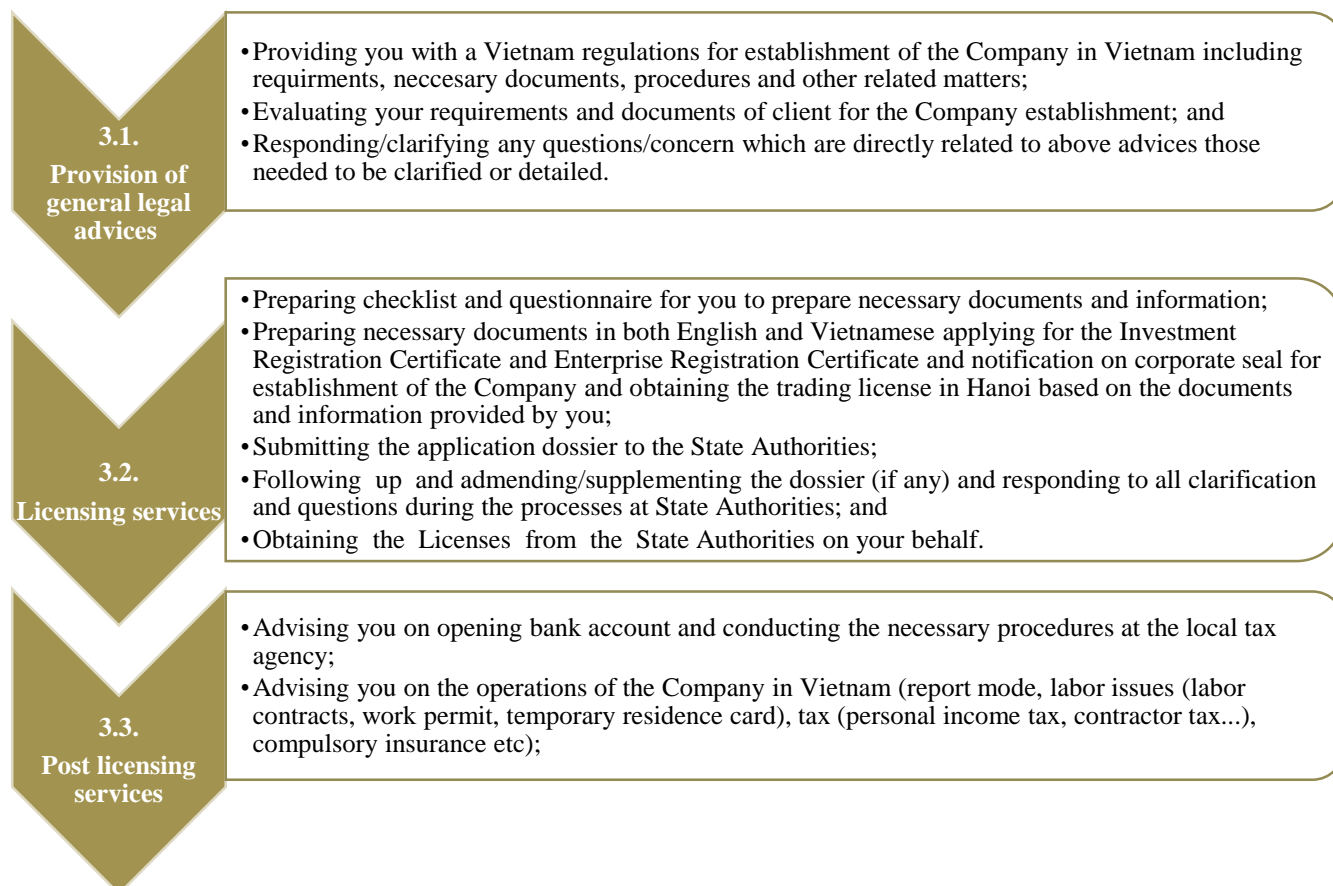 3.1.
Provision of
general legal
advices
•Providing you with a Vietnam regulations for establishment of the Company in Vietnam including
requirments, neccesary documents, procedures and other related matters;
•Evaluating your requirements and documents of client for the Company establishment; and
•Responding/clarifying any questions/concern which are directly related to above advices those
needed to be clarified or detailed.
3.2.
Licensing services
•Preparing checklist and questionnaire for you to prepare necessary documents and information;
•Preparing necessary documents in both English and Vietnamese applying for the Investment
Registration Certificate and Enterprise Registration Certificate and notification on corporate seal for
establishment of the Company and obtaining the trading license in Hanoi based on the documents
and information provided by you;
•Submitting the application dossier to the State Authorities;
•Following up and admending/supplementing the dossier (if any) and responding to all clarification
and questions during the processes at State Authorities; and
•Obtaining the Licenses from the State Authorities on your behalf.
3.3.
Post licensing
services
•Advising you on opening bank account and conducting the necessary procedures at the local tax
agency;
•Advising you on the operations of the Company in Vietnam (report mode, labor issues (labor
contracts, work permit, temporary residence card), tax (personal income tax, contractor tax...),
compulsory insurance etc);